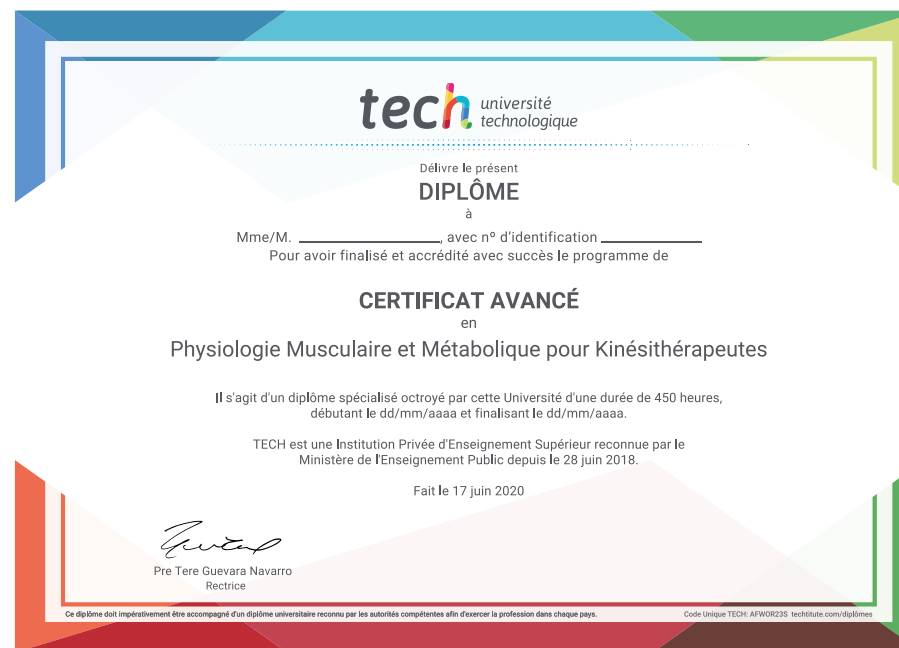 tech université
technologique
Délivre le présent
DIPLÔME
à
Mme/M. ____________________, avec nº d'identification ______________
Pour avoir finalisé et accrédité avec succès le programme de
CERTIFICAT AVANCÉ
en
Physiologie Musculaire et Métabolique pour Kinésithérapeutes
Il s'agit d'un diplôme spécialisé octroyé par cette Université d'une durée de 450 heures,
débutant le dd/mm/aaaa et finalisant le dd/mm/aaaa.
TECH est une Institution Privée d'Enseignement Supérieur reconnue par le
Ministère de l'Enseignement Public depuis le 28 juin 2018.
Fait le 17 juin 2020
Pre Tere Guevara Navarro
Rectrice
Ce diplôme doit impérativement être accompagné d'un diplôme universitaire reconnu par les autorités compétentes afin d'exercer la profession dans chaque pays.
Code Unique TECH: AFWOR23S techtitute.com/diplômes